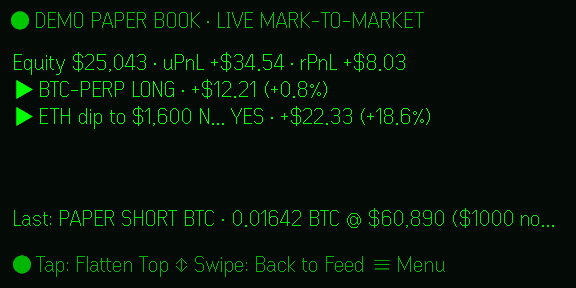 DEMO PAPER BOOK · LIVE MARK-TO-MARKET
Equity $25,043 · uPnL +$34.54 · rPnL +$8.03
▶ BTC-PERP LONG · +$12.21 (+0.8%)
▶ ETH dip to $1,600 N... YES · +$22.33 (+18.6%)
Last: PAPER SHORT BTC · 0.01642 BTC @ $60,890 ($1000 no...
Tap: Flatten Top ↕ Swipe: Back to Feed ☰ Menu